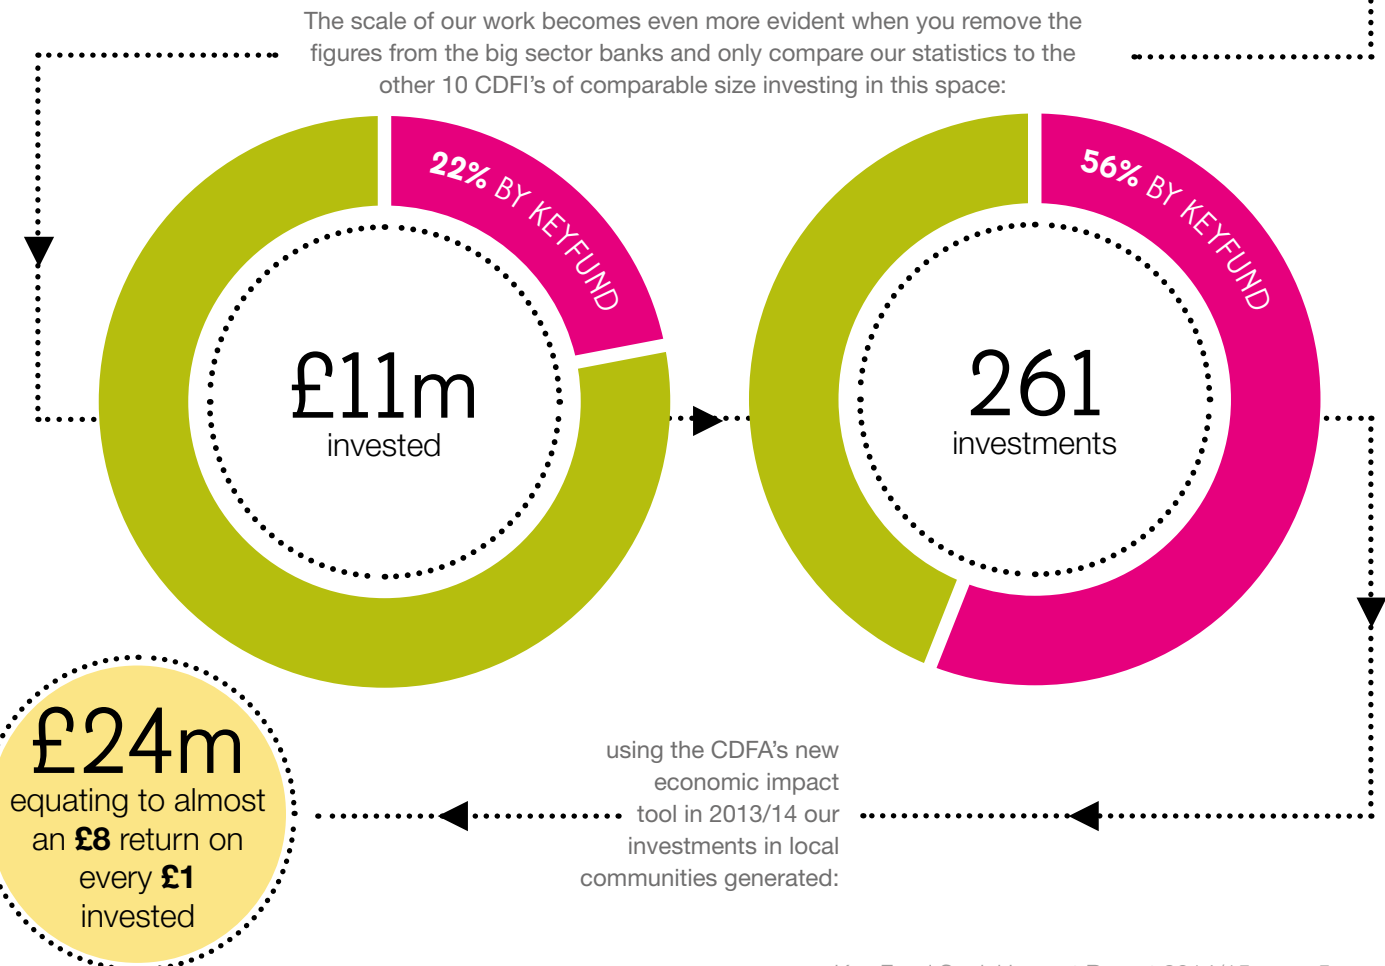 The scale of our work becomes even more evident when you remove the
figures from the big sector banks and only compare our statistics to the
other 10 CDFI's of comparable size investing in this space:
22% BY KEYFUND
£11m
invested
56% BY KEYFUND
261
investments
using the CDFA's new
economic impact
tool in 2013/14 our
investments in local
communities generated:
£24m
equating to almost
an £8 return on
every £1
invested